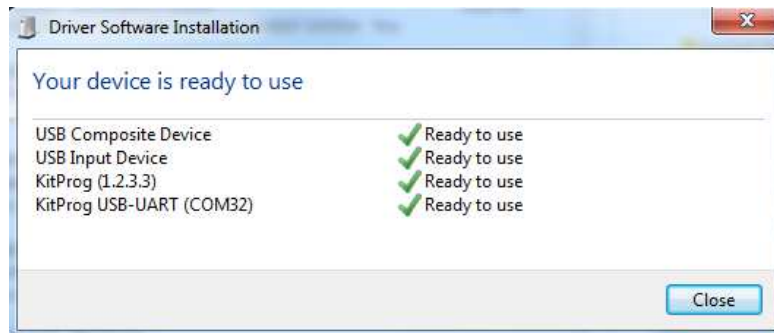 Driver Software Installation
Your device is ready to use
USB Composite Device Ready to use
USB Input Device Ready to use
KitProg (1.2.3.3) Ready to use
KitProg USB-UART (COM32) Ready to use
Close